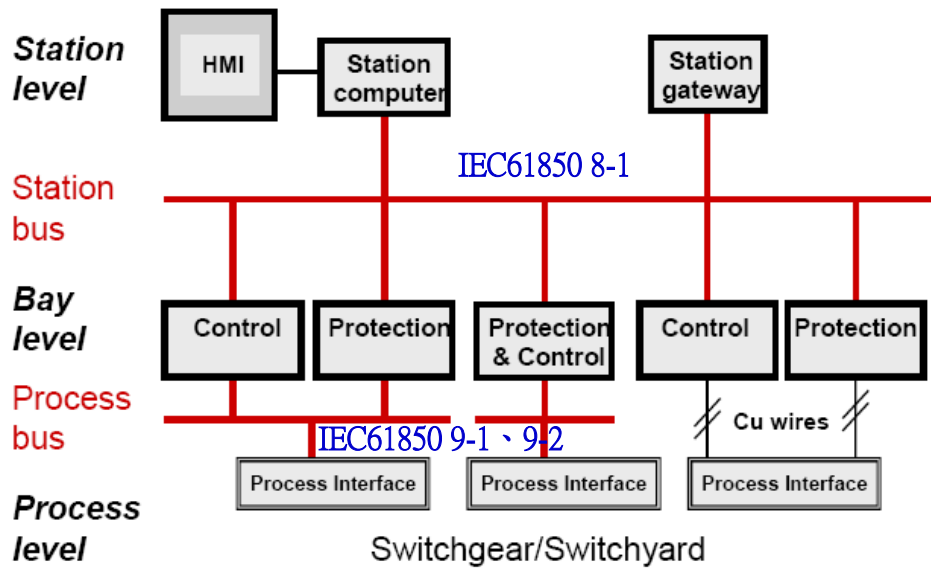 Station
level
HMI
Station
computer
Station
gateway
IEC61850 8-1
Station
bus
Bay
level
Control
Protection
Protection
& Control
Control
Protection
Process
bus
Cu wires
IEC61850 9-1、9-2
Process Interface
Process Interface
Process Interface
Process
level
Switchgear/Switchyard